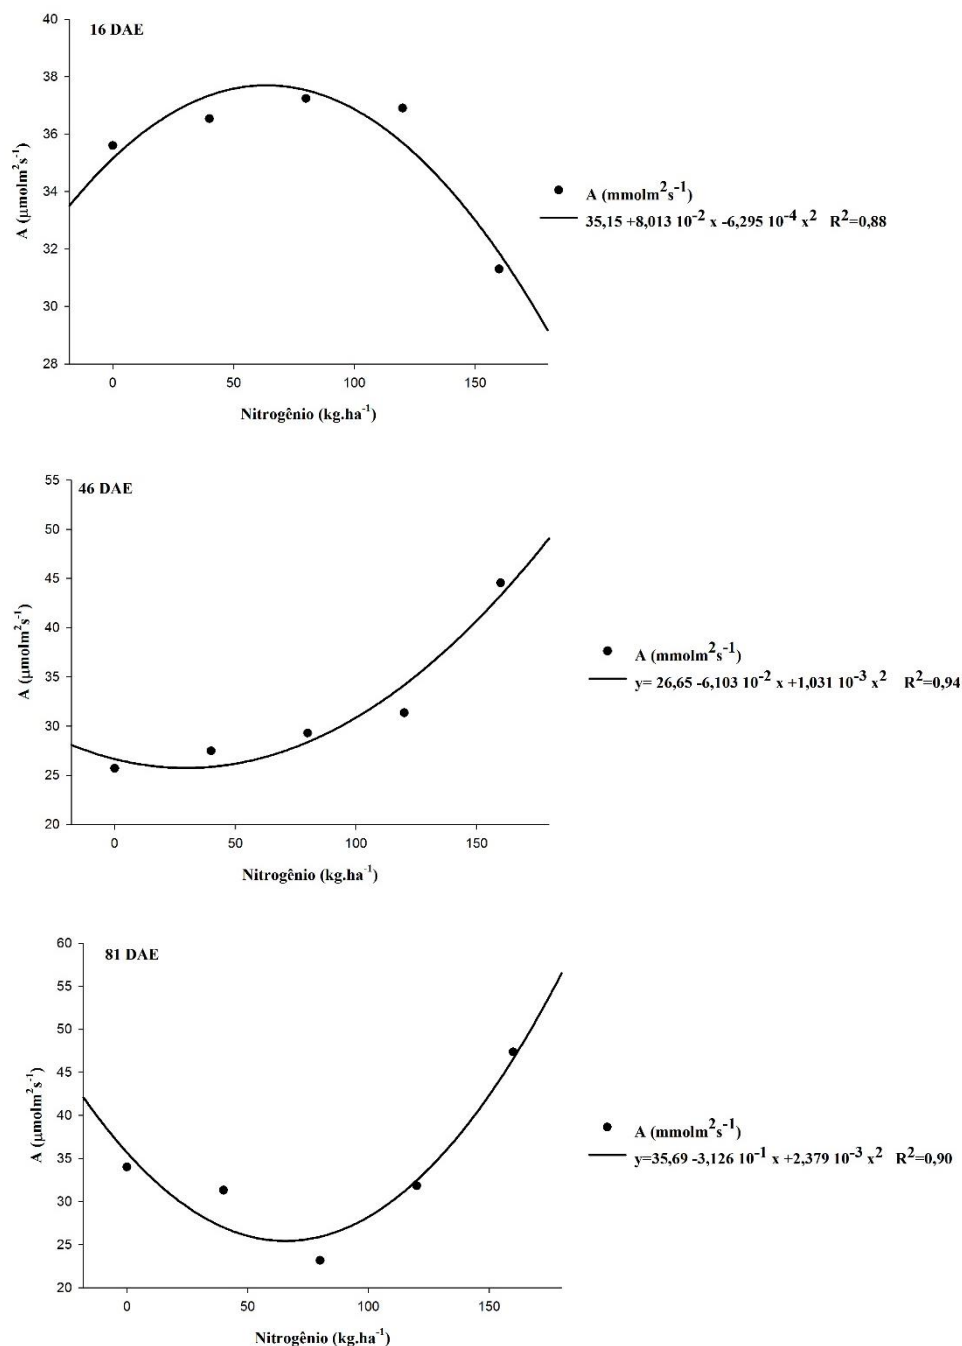 16 DAE
40
38
36
34
32
30
28
A (μmolm²s⁻¹)
0 50 100 150
Nitrogênio (kg.ha⁻¹)
A (mmolm²s⁻¹)
35,15 +8,013 10⁻² x -6,295 10⁻⁴ x² R²=0,88
46 DAE
55
50
45
40
35
30
25
20
A (μmolm²s⁻¹)
0 50 100 150
Nitrogênio (kg.ha⁻¹)
A (mmolm²s⁻¹)
y= 26,65 -6,103 10⁻² x +1,031 10⁻³ x² R²=0,94
81 DAE
60
55
50
45
40
35
30
25
20
A (μmolm²s⁻¹)
0 50 100 150
Nitrogênio (kg.ha⁻¹)
A (mmolm²s⁻¹)
y=35,69 -3,126 10⁻¹ x +2,379 10⁻³ x² R²=0,90